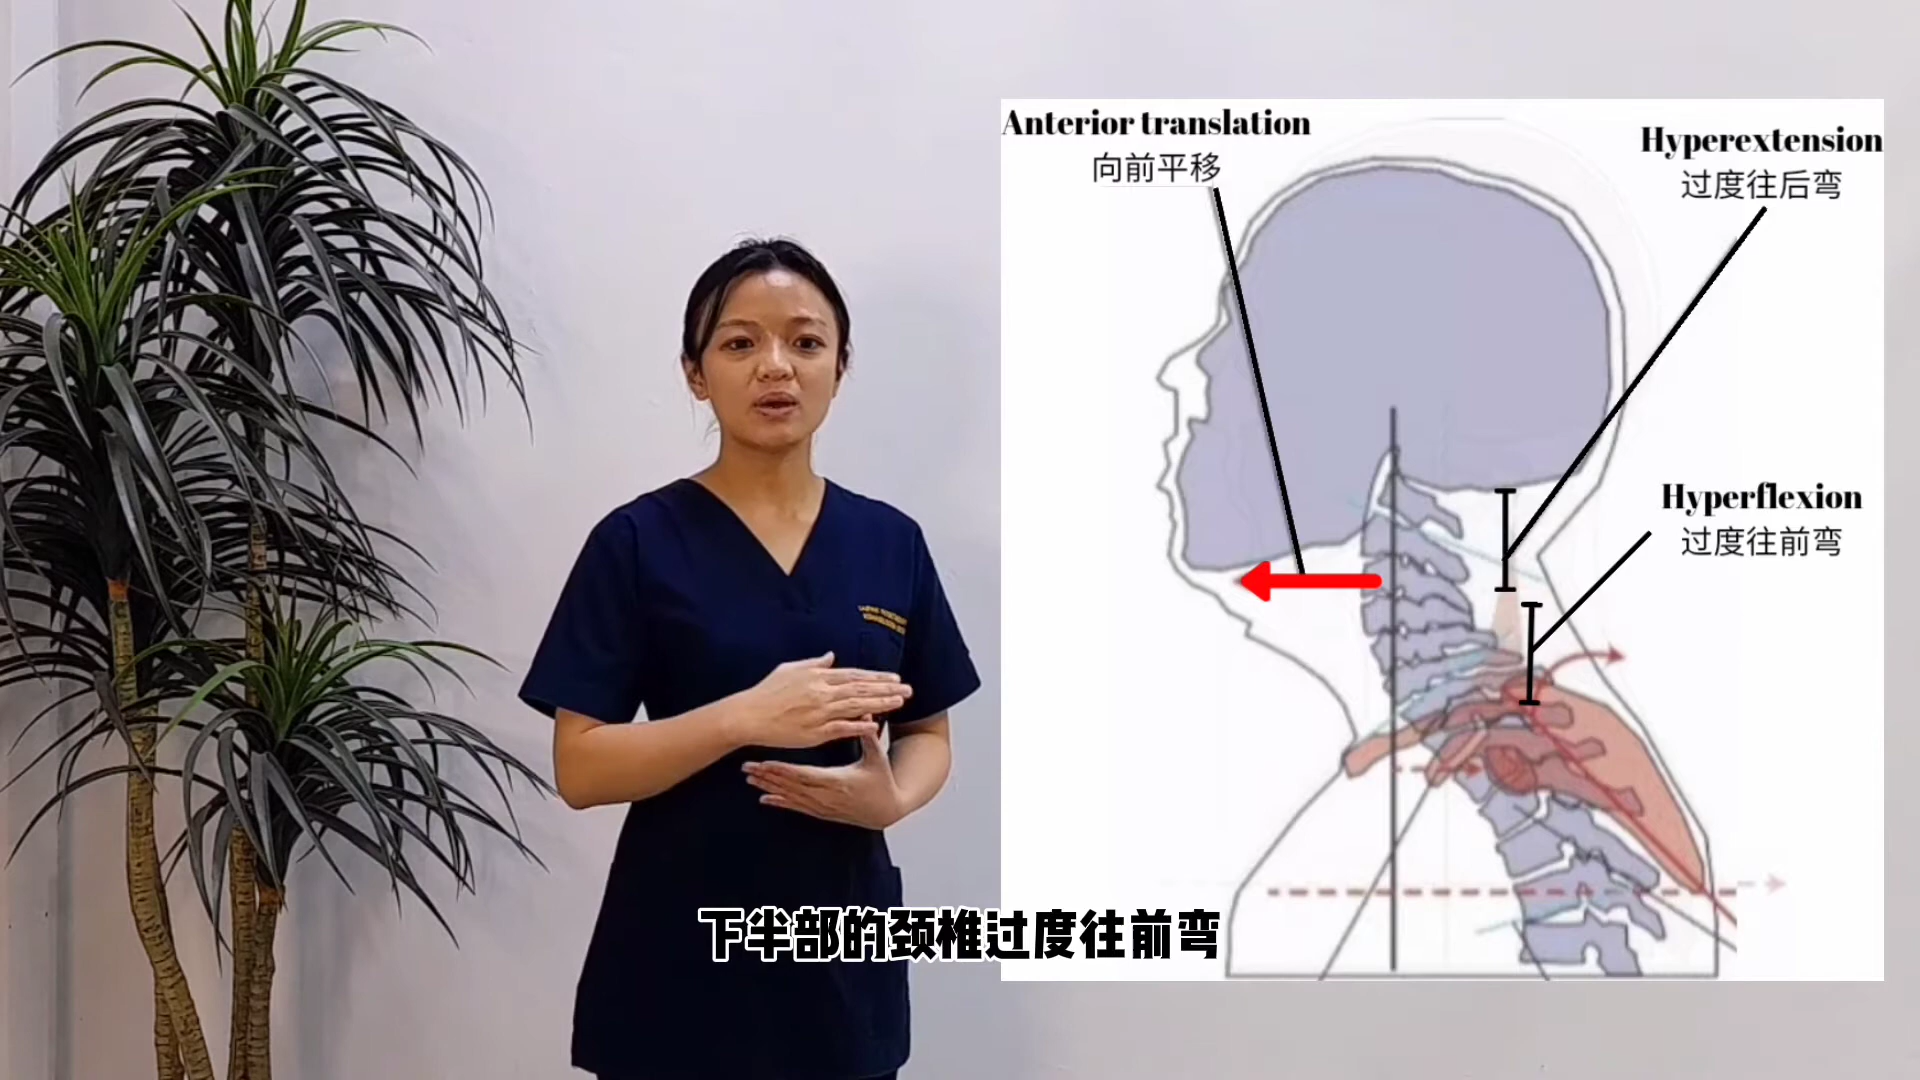 Anterior translation
向前平移
Hyperextension
过度往后弯
Hyperflexion
过度往前弯
下半部的颈椎过度往前弯